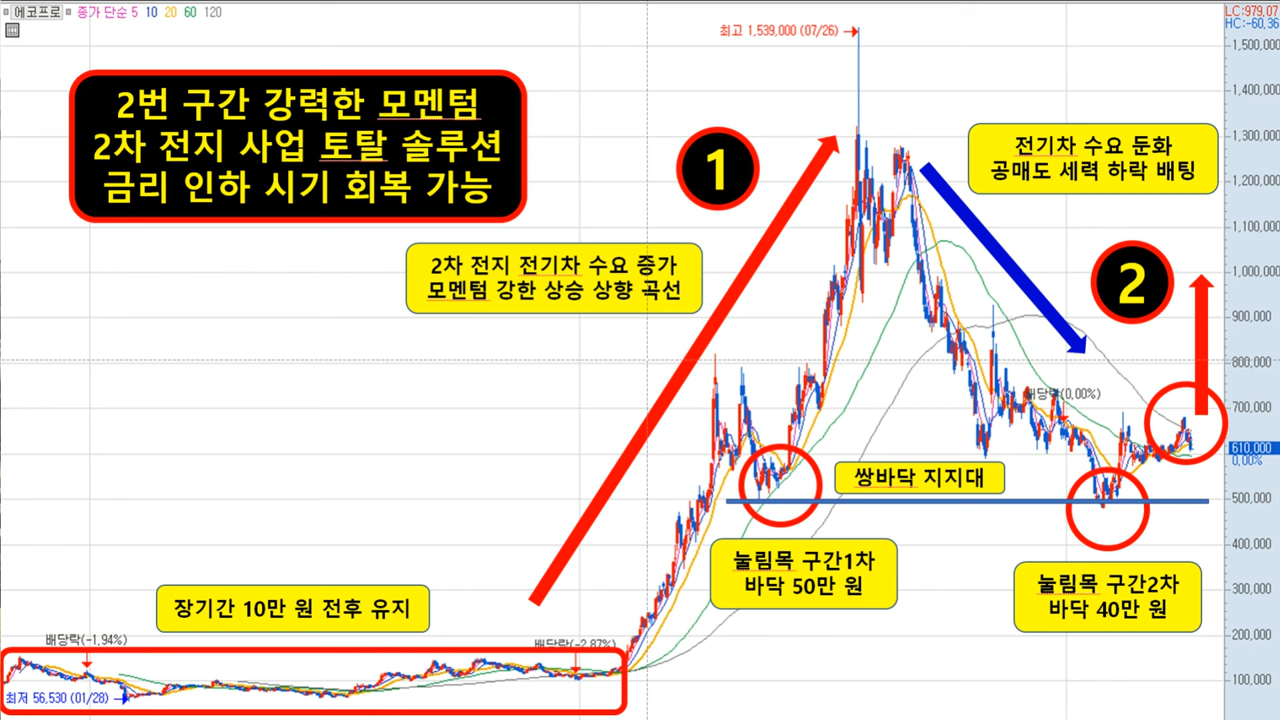 에코프로 종가 단순 5 10 20 60 120
LC:979,07
HC:-60,36
최고 1,539,000 (07/26)
2번 구간 강력한 모멘텀
2차 전지 사업 토탈 솔루션
금리 인하 시기 회복 가능
1
전기차 수요 둔화
공매도 세력 하락 배팅
2차 전지 전기차 수요 증가
모멘텀 강한 상승 상향 곡선
2
배당락(0,00%)
쌍바닥 지지대
눌림목 구간1차
바닥 50만 원
눌림목 구간2차
바닥 40만 원
장기간 10만 원 전후 유지
배당락(-1,94%)
배당락(-2,87%)
최저 56,530 (01/28)
1,500,000
1,400,000
1,300,000
1,200,000
1,100,000
1,000,000
900,000
800,000
700,000
610,000
0,00%
500,000
400,000
300,000
200,000
100,000